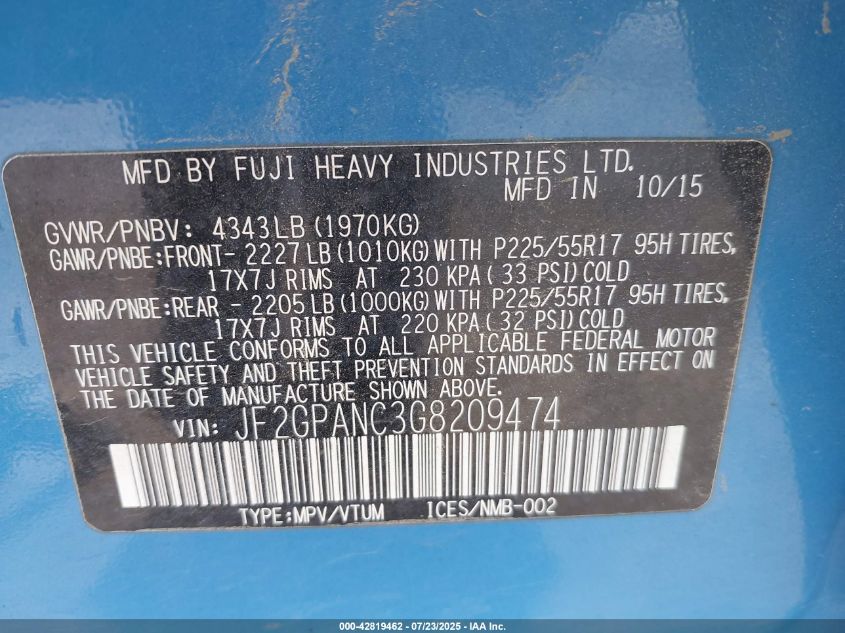 MFD BY FUJI HEAVY INDUSTRIES LTD.
MFD IN 10/15
GVWR/PNBV: 4343LB (1970KG)
GAWR/PNBE:FRONT- 2227LB (1010KG) WITH P225/55R17 95H TIRES,
17X7J RIMS AT 230 KPA( 33 PSI) COLD
GAWR/PNBE:REAR - 2205LB (1000KG) WITH P225/55R17 95H TIRES,
17X7J RIMS AT 220 KPA( 32 PSI) COLD
THIS VEHICLE CONFORMS TO ALL APPLICABLE FEDERAL MOTOR
VEHICLE SAFETY AND THEFT PREVENTION STANDARDS IN EFFECT ON
THE DATE OF MANUFACTURE SHOWN ABOVE.
VIN: JF2GPANC3G8209474
TYPE:MPV/VTUM ICES/NMB-002
000-42819462 - 07/23/2025 - IAA Inc.